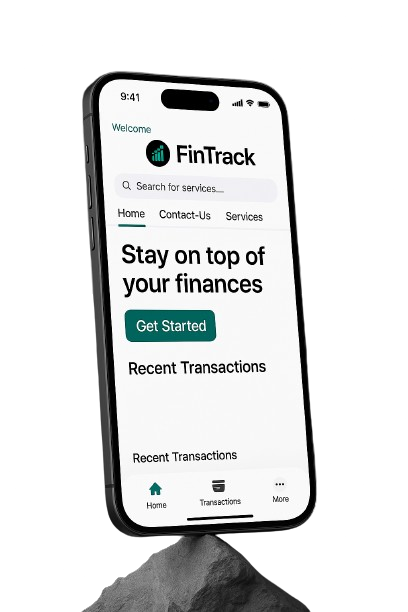 9:41
Welcome
FinTrack
Search for services...
Home Contact-Us Services
Stay on top of
your finances
Get Started
Recent Transactions
Recent Transactions
Home Transactions More